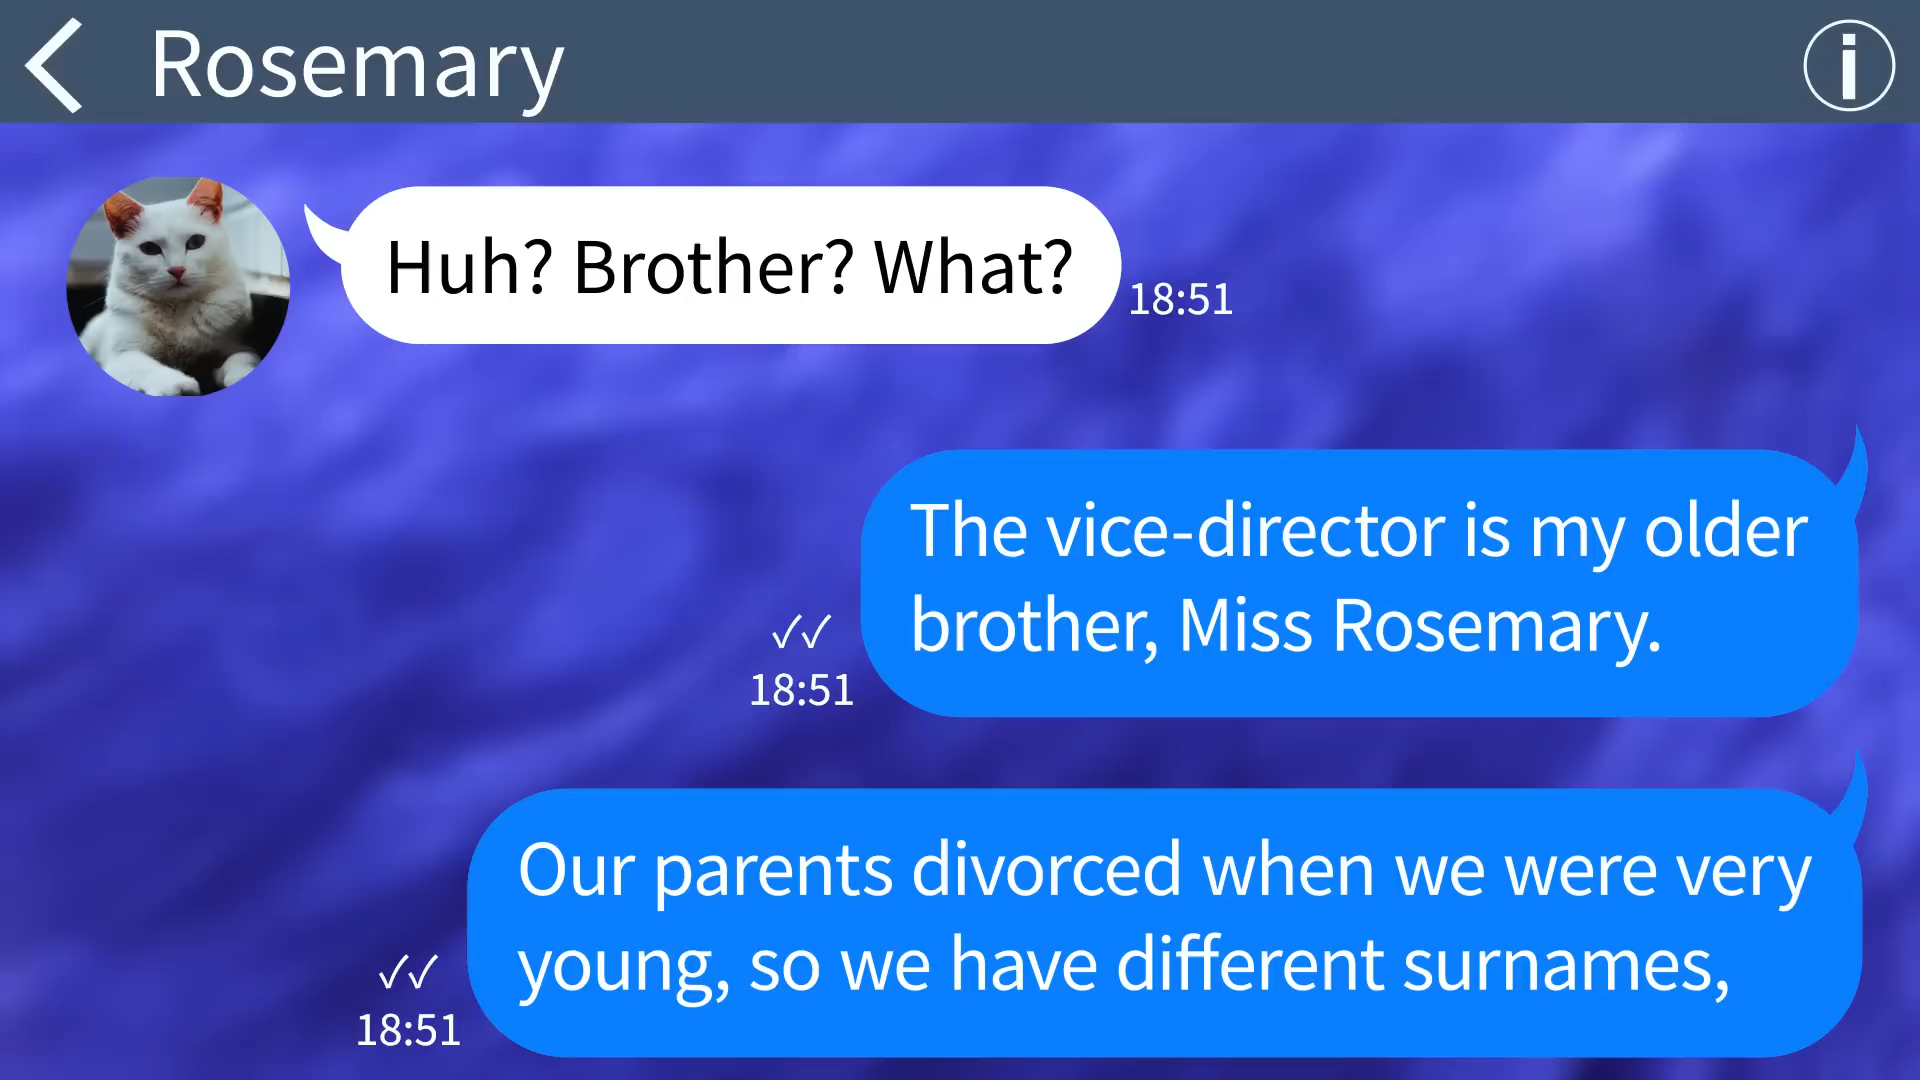 Rosemary
Huh? Brother? What?
18:51
The vice-director is my older
brother, Miss Rosemary.
✓✓
18:51
Our parents divorced when we were very
young, so we have different surnames,
✓✓
18:51